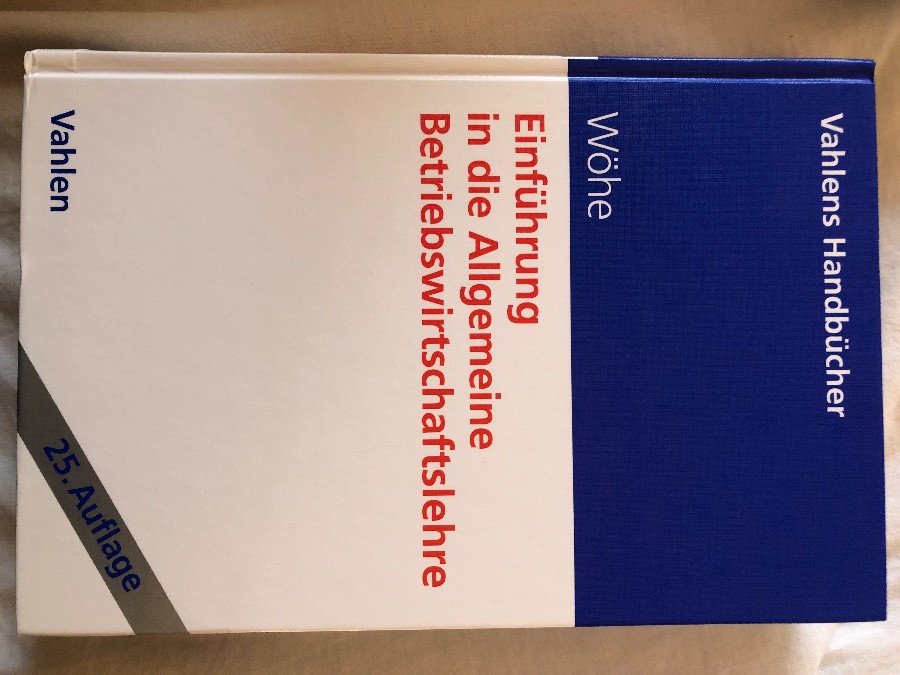 Vahlens Handbücher
Wöhe
Einführung
in die Allgemeine
Betriebswirtschaftslehre
Vahlen
25. Auflage